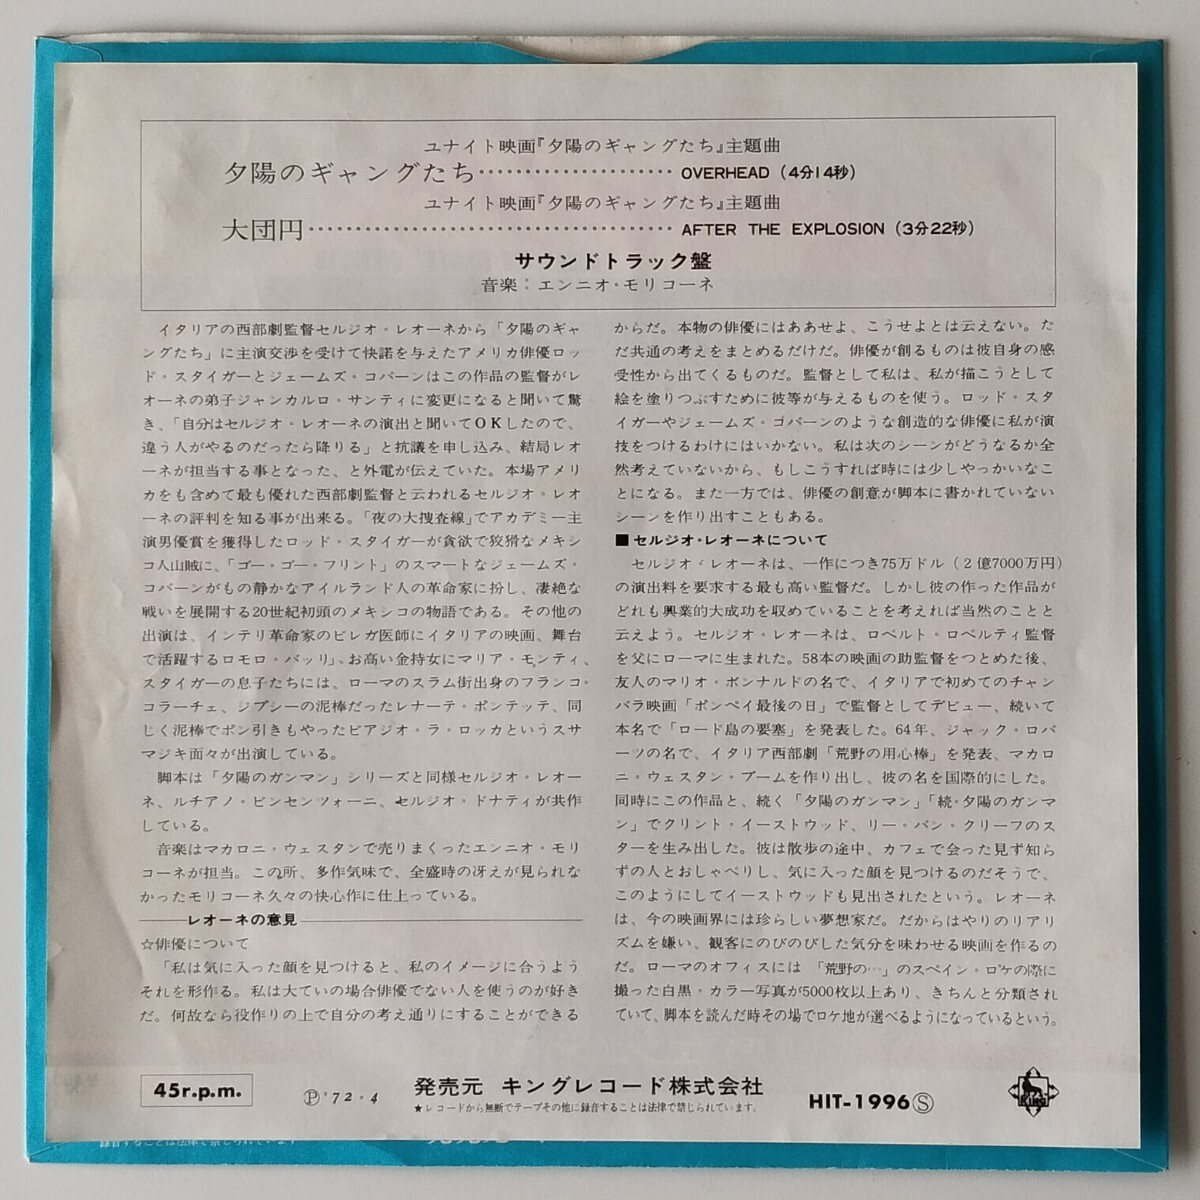 ユナイト映画『夕陽のギャングたち』主題曲
夕陽のギャングたち………………… OVERHEAD (4分14秒)
ユナイト映画『夕陽のギャングたち』主題曲
大団円………………………………… AFTER THE EXPLOSION (3分22秒)
サウンドトラック盤
音楽：エンニオ・モリコーネ
イタリアの西部劇監督セルジオ・レオーネから「夕陽のギャ
ングたち」に主演交渉を受けて快諾を与えたアメリカ俳優ロッ
ド・スタイガーとジェームズ・コバーンはこの作品の監督がレ
オーネの弟子ジャンカルロ・サンティに変更になると聞いて驚
き、「自分はセルジオ・レオーネの演出と聞いてOKしたので、
違う人がやるのだったら降りる」と抗議を申し込み、結局レオ
ーネが担当する事となった、と外電が伝えていた。本場アメリ
カをも含めて最も優れた西部劇監督と云われるセルジオ・レオ
ーネの評判を知る事が出来る。「夜の大捜査線」でアカデミー主
演男優賞を獲得したロッド・スタイガーが貪欲で狡猾なメキシ
コ人山賊に、「ゴー・ゴー・フリント」のスマートなジェームズ・
コバーンがもの静かなアイルランド人の革命家に扮し、凄絶な
戦いを展開する20世紀初頭のメキシコの物語である。その他の
出演は、インテリ革命家のビレガ医師にイタリアの映画、舞台
で活躍するロモロ・バッリ」、お高い金持女にマリア・モンティ、
スタイガーの息子たちには、ローマのスラム街出身のフランコ・
コラーチェ、ジプシーの泥棒だったレナーテ・ポンテッテ、同
じく泥棒でポン引きもやったビアジオ・ラ・ロッカというスサ
マジキ面々が出演している。
脚本は「夕陽のガンマン」シリーズと同様セルジオ・レオー
ネ、ルチアノ・ビンセンツォーニ、セルジオ・ドナティが共作
している。
音楽はマカロニ・ウェスタンで売りまくったエンニオ・モリ
コーネが担当。この所、多作気味で、全盛時の冴えが見られな
かったモリコーネ久々の快心作に仕上っている。
レオーネの意見
☆俳優について
「私は気に入った顔を見つけると、私のイメージに合うよう
それを形作る。私は大ていの場合俳優でない人を使うのが好き
だ。何故なら役作りの上で自分の考え通りにすることができる
からだ。本物の俳優にはああせよ、こうせよとは云えない。た
だ共通の考えをまとめるだけだ。俳優が創るものは彼自身の感
受性から出てくるものだ。監督として私は、私が描こうとして
絵を塗りつぶすために彼等が与えるものを使う。ロッド・スタ
イガーやジェームズ・ゴバーンのような創造的な俳優に私が演
技をつけるわけにはいかない。私は次のシーンがどうなるか全
然考えていないから、もしこうすれば時には少しやっかいなこ
とになる。また一方では、俳優の創意が脚本に書かれていない
シーンを作り出すこともある。
■セルジオ・レオーネについて
セルジオ・レオーネは、一作につき75万ドル（2億7000万円）
の演出料を要求する最も高い監督だ。しかし彼の作った作品が
どれも興業的大成功を収めていることを考えれば当然のことと
云えよう。セルジオ・レオーネは、ロベルト・ロベルティ監督
を父にローマに生まれた。58本の映画の助監督をつとめた後、
友人のマリオ・ボンナルドの名で、イタリアで初めてのチャン
バラ映画「ポンペイ最後の日」で監督としてデビュー、続いて
本名で「ロード島の要塞」を発表した。64年、ジャック・ロバ
ーツの名で、イタリア西部劇「荒野の用心棒」を発表、マカロ
ニ・ウェスタン・ブームを作り出し、彼の名を国際的にした。
同時にこの作品と、続く「夕陽のガンマン」「続・夕陽のガンマ
ン」でクリント・イーストウッド、リー・バン・クリーフのス
ターを生み出した。彼は散歩の途中、カフェで会った見ず知ら
ずの人とおしゃべりし、気に入った顔を見つけるのだそうで、
このようにしてイーストウッドも見出されたという。レオーネ
は、今の映画界には珍らしい夢想家だ。だからはやりのリアリ
ズムを嫌い、観客にのびのびした気分を味わせる映画を作るの
だ。ローマのオフィスには「荒野の…」のスペイン・ロケの際に
撮った白黒・カラー写真が5000枚以上あり、きちんと分類され
ていて、脚本を読んだ時その場でロケ地が選べるようになっているという。
45r.p.m.
Ⓟ'72・4
発売元 キングレコード株式会社
★レコードから無断でテープその他に録音することは法律で禁じられています。
HIT-1996Ⓢ
King
録音することは法律で禁じられています